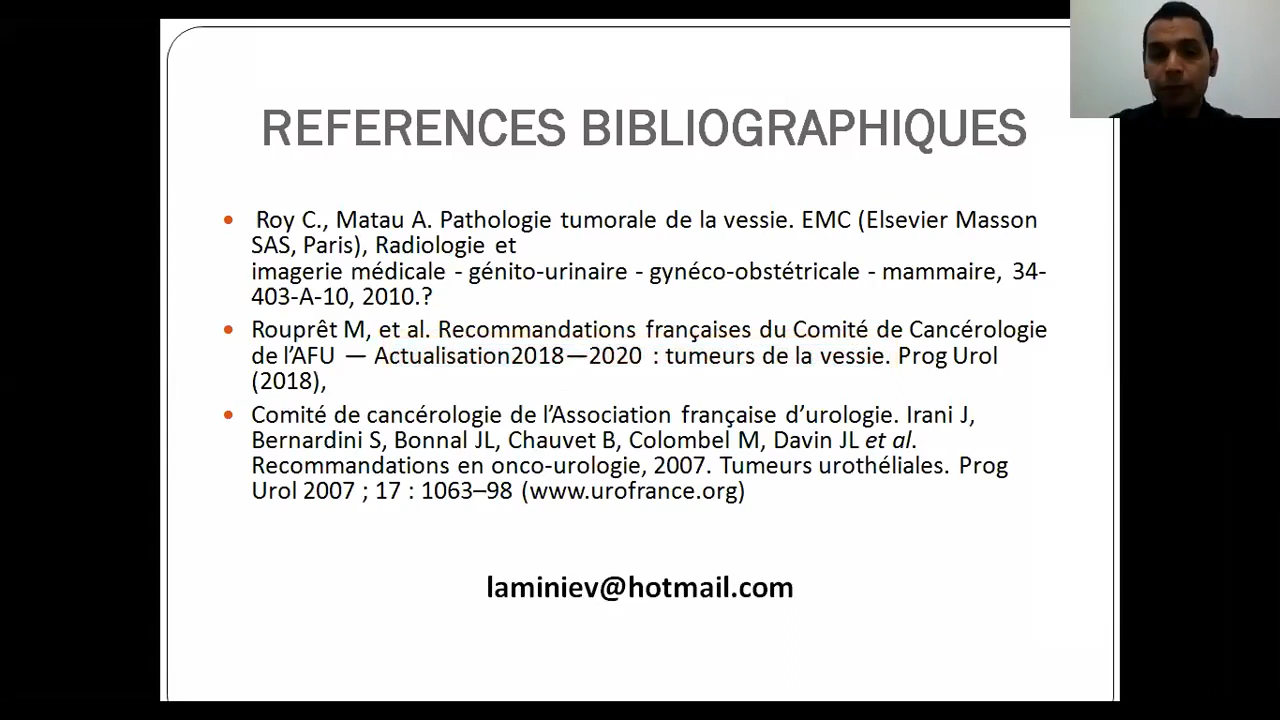 REFERENCES BIBLIOGRAPHIQUES
• Roy C., Matau A. Pathologie tumorale de la vessie. EMC (Elsevier Masson
SAS, Paris), Radiologie et
imagerie médicale - génito-urinaire - gynéco-obstétricale - mammaire, 34-
403-A-10, 2010.?
• Rouprêt M, et al. Recommandations françaises du Comité de Cancérologie
de l’AFU — Actualisation2018—2020 : tumeurs de la vessie. Prog Urol
(2018),
• Comité de cancérologie de l’Association française d’urologie. Irani J,
Bernardini S, Bonnal JL, Chauvet B, Colombel M, Davin JL et al.
Recommandations en onco-urologie, 2007. Tumeurs urothéliales. Prog
Urol 2007 ; 17 : 1063–98 (www.urofrance.org)
laminiev@hotmail.com